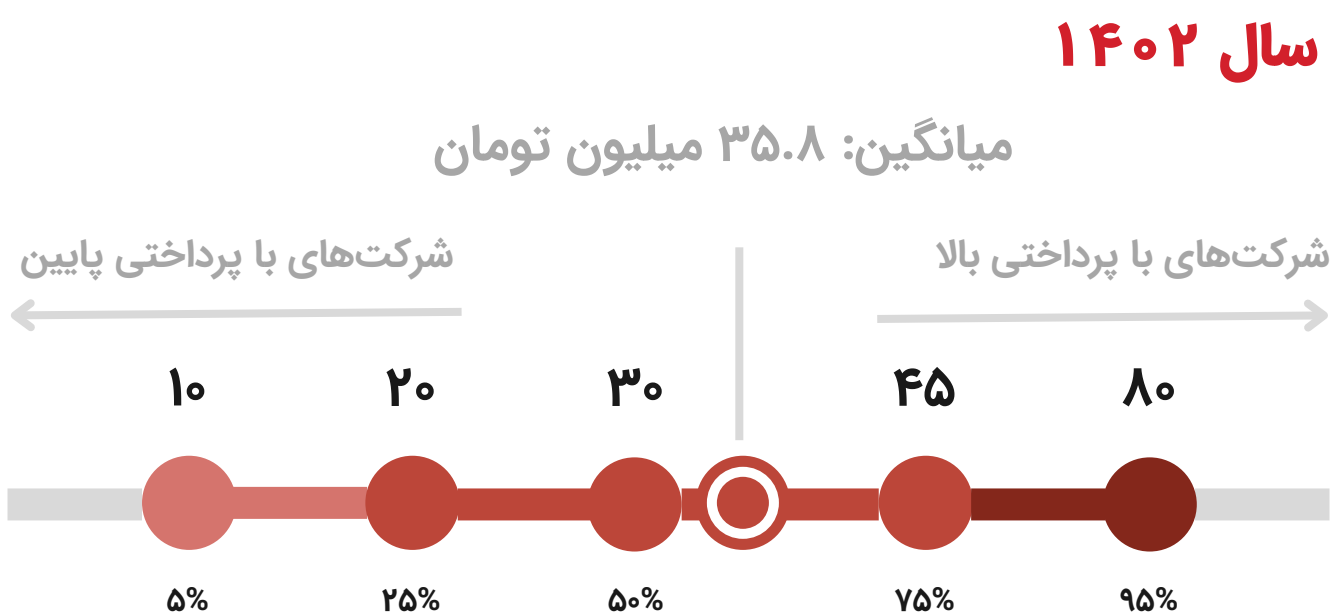 سال ۱۴۰۲
میانگین: ۳۵.۸ میلیون تومان
شرکت‌های با پرداختی بالا
شرکت‌های با پرداختی پایین
۱۰ ۲۰ ۳۰ ۴۵ ۸۰
۵% ۲۵% ۵۰% ۷۵% ۹۵%